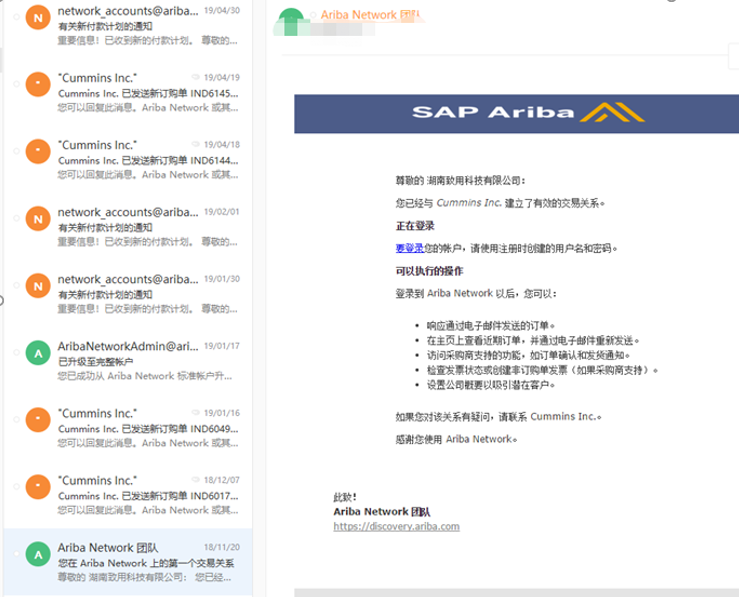 network_accounts@ariba... 19/04/30
有关新付款计划的通知
重要信息！已收到新的付款计划。 尊敬的...
"Cummins Inc." 19/04/19
Cummins Inc. 已发送新订购单 IND6145...
您可以回复此消息。Ariba Network 或其...
"Cummins Inc." 19/04/18
Cummins Inc. 已发送新订购单 IND6144...
您可以回复此消息。Ariba Network 或其...
N
network_accounts@ariba... 19/02/01
有关新付款计划的通知
重要信息！已收到新的付款计划。 尊敬的...
N
network_accounts@ariba... 19/01/30
有关新付款计划的通知
重要信息！已收到新的付款计划。 尊敬的...
A
AribaNetworkAdmin@ari... 19/01/17
已升级至完整帐户
您已成功从 Ariba Network 标准帐户升...
"Cummins Inc." 19/01/16
Cummins Inc. 已发送新订购单 IND6049...
您可以回复此消息。Ariba Network 或其...
"Cummins Inc." 18/12/07
Cummins Inc. 已发送新订购单 IND6017...
您可以回复此消息。Ariba Network 或其...
A
Ariba Network 团队 18/11/20
您在 Ariba Network 上的第一个交易关系
尊敬的 湖南致用科技有限公司： 您已经...
Ariba Network 团队
SAP Ariba
尊敬的 湖南致用科技有限公司：
您已经与 Cummins Inc. 建立了有效的交易关系。
正在登录
要登录您的帐户，请使用注册时创建的用户名和密码。
可以执行的操作
登录到 Ariba Network 以后，您可以：
• 响应通过电子邮件发送的订单。
• 在主页上查看近期订单，并通过电子邮件重新发送。
• 访问采购商支持的功能，如订单确认和发货通知。
• 检查发票状态或创建非订购单发票（如果采购商支持）。
• 设置公司概要以吸引潜在客户。
如果您对该关系有疑问，请联系 Cummins Inc.。
感谢您使用 Ariba Network。
此致！
Ariba Network 团队
https://discovery.ariba.com